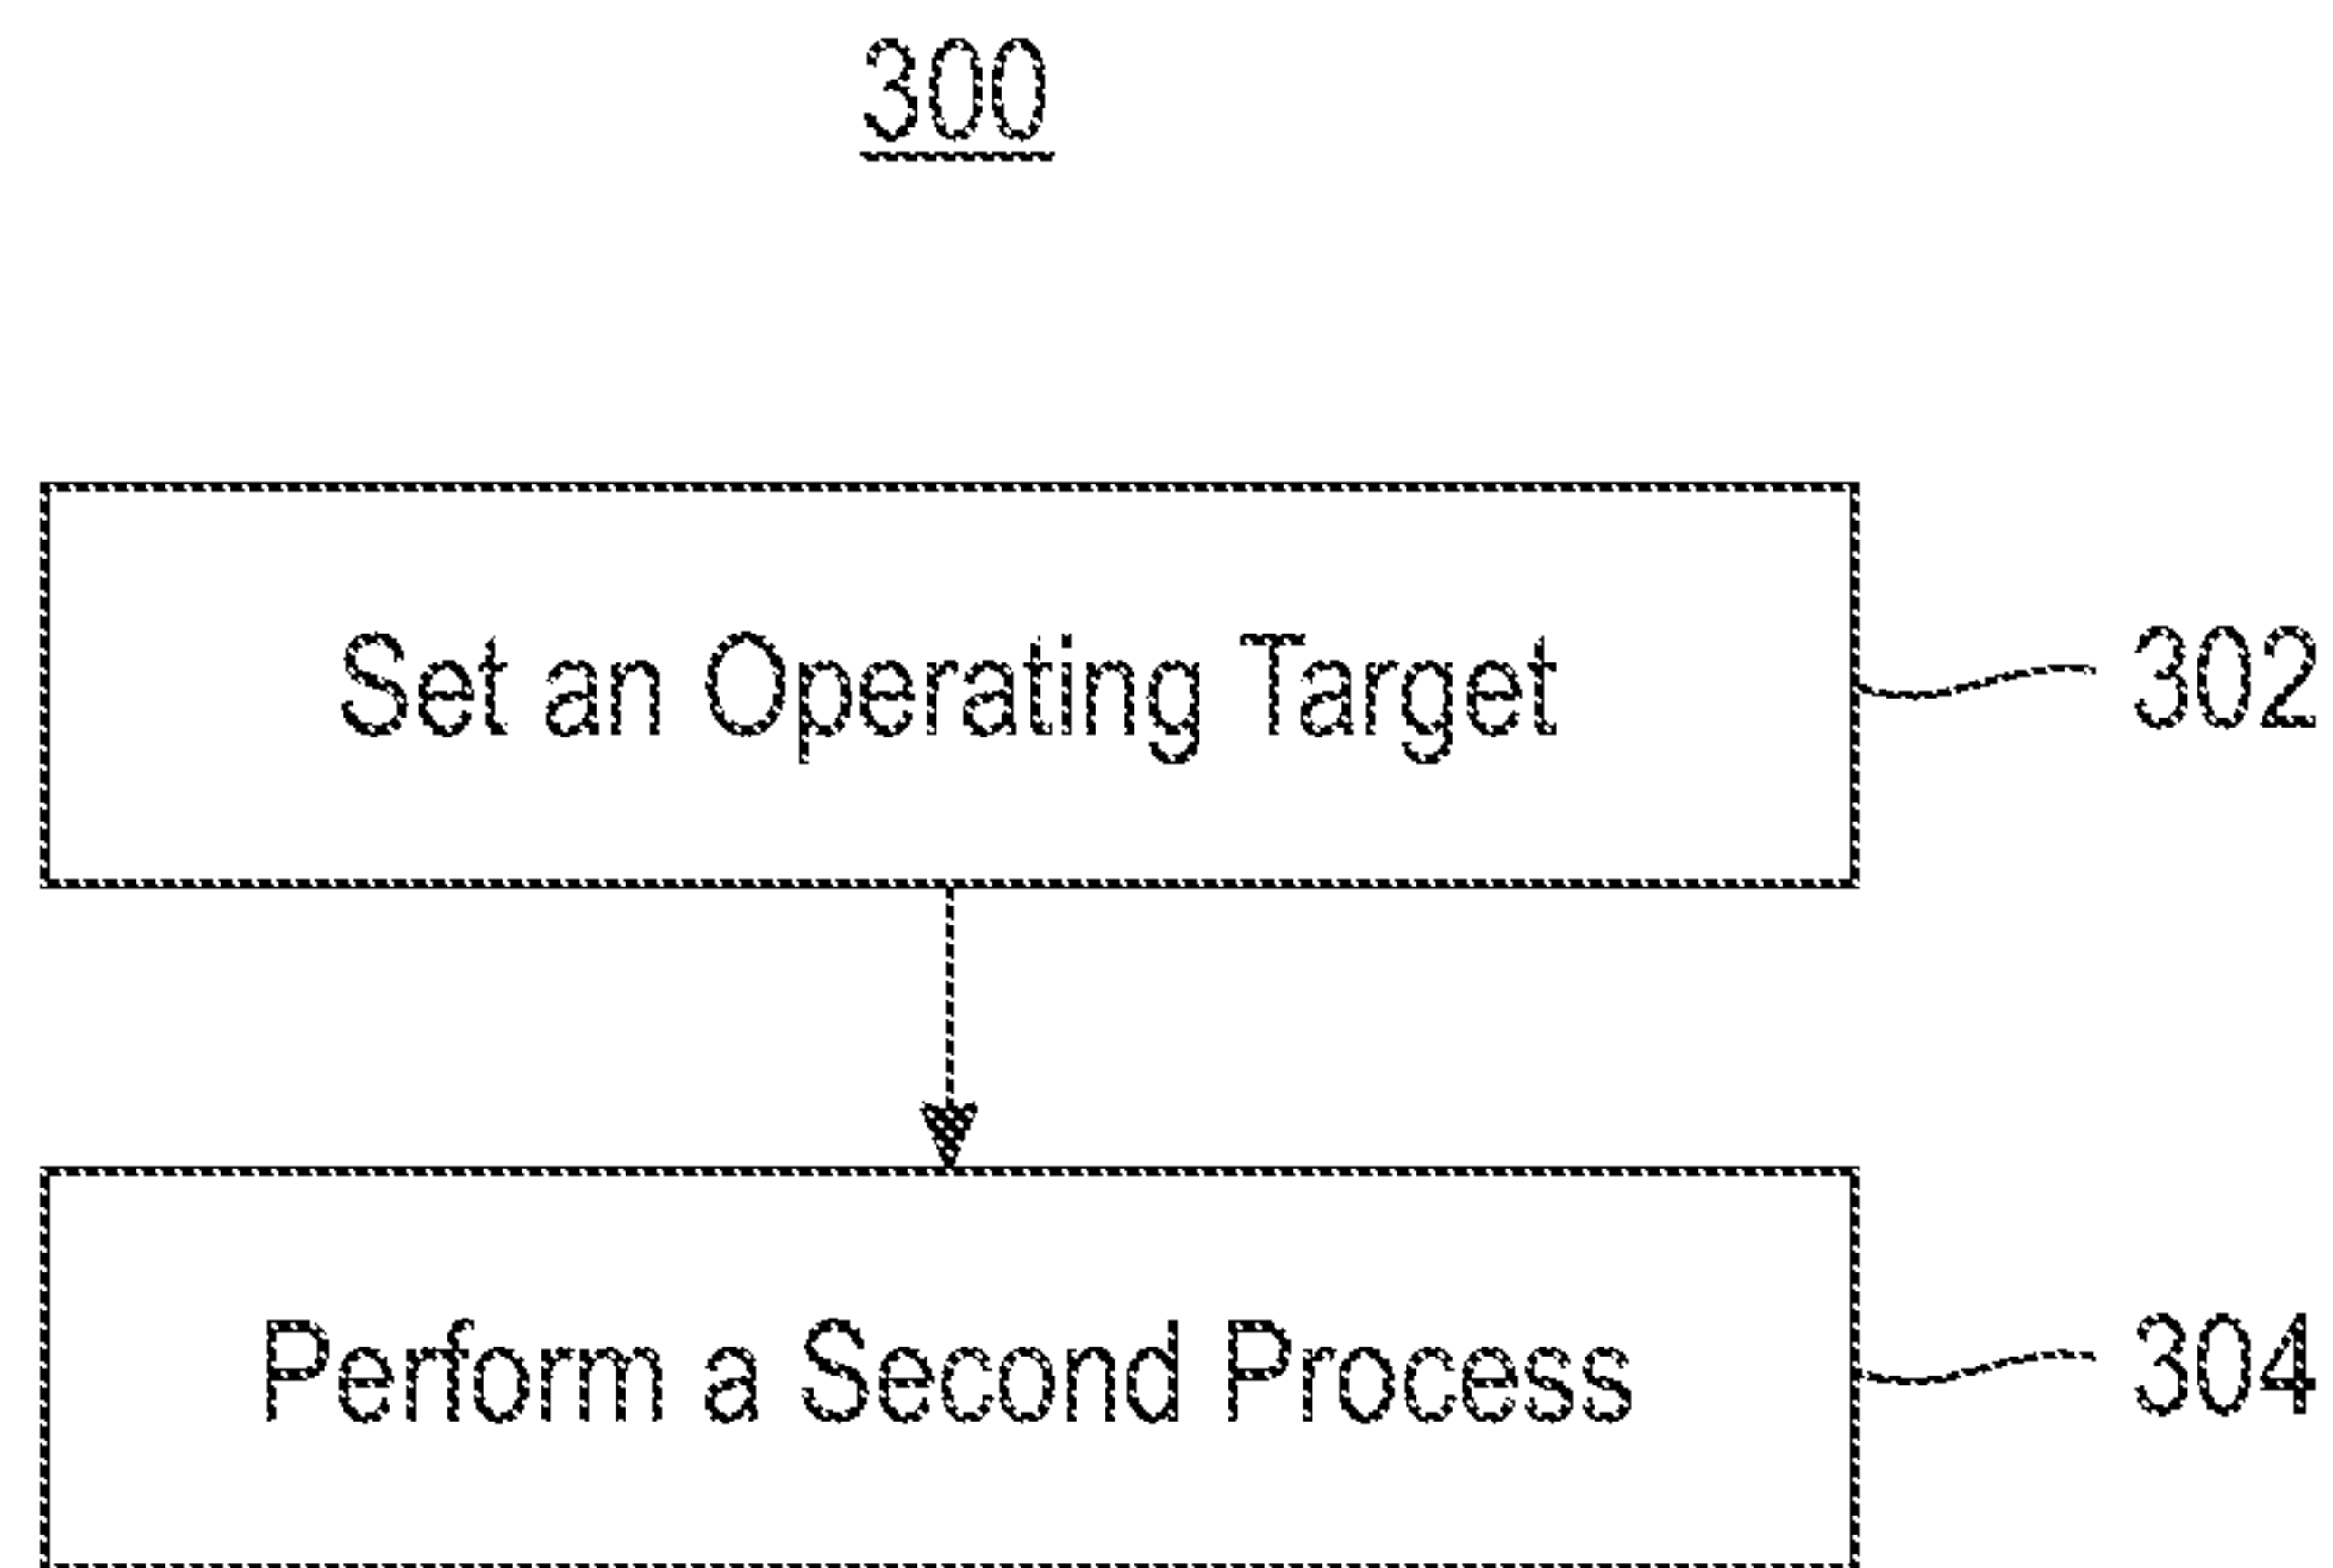 300
Set an Operating Target
302
Perform a Second Process
304